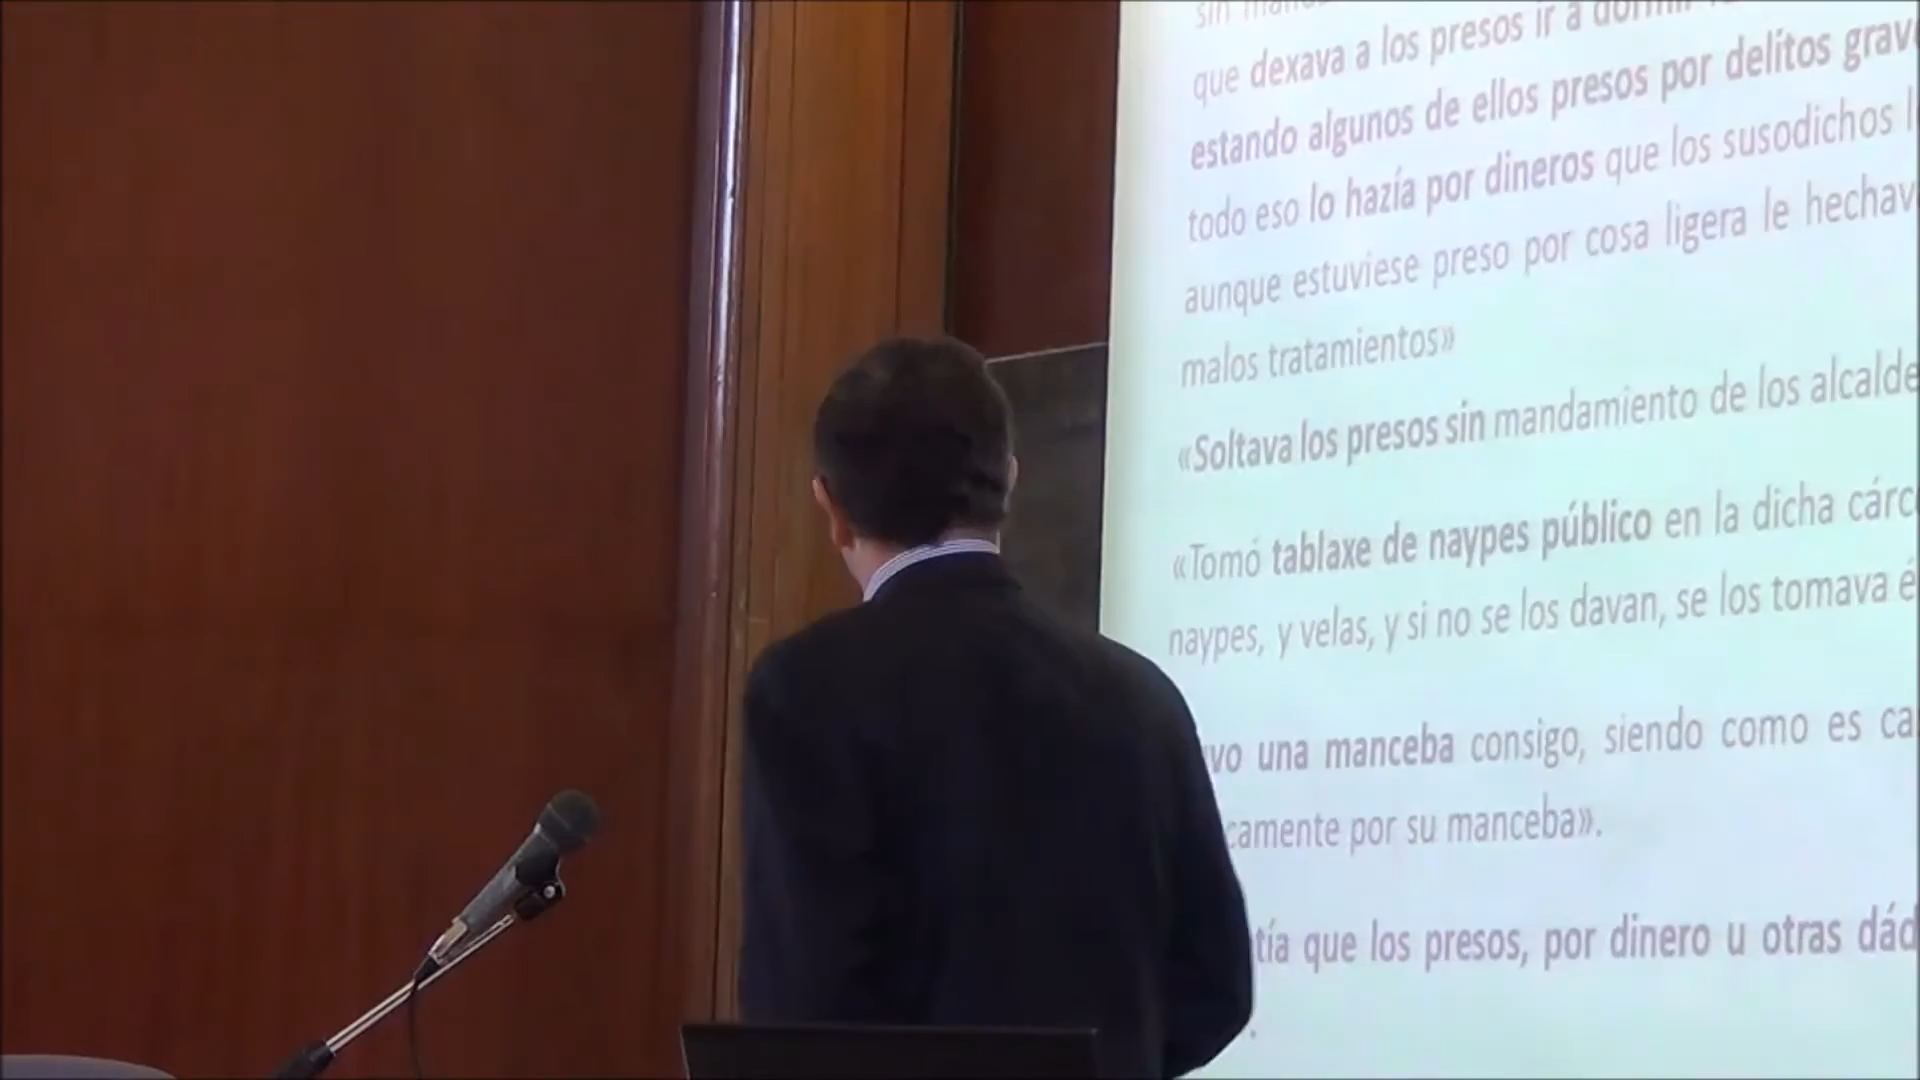 que dexava a los presos ir a dormir
estando algunos de ellos presos por delitos grav
todo eso lo hazía por dineros que los susodichos l
aunque estuviese preso por cosa ligera le hechav
malos tratamientos»
«Soltava los presos sin mandamiento de los alcalde
«Tomó tablaxe de naypes público en la dicha cárc
naypes, y velas, y si no se los davan, se los tomava é
vo una manceba consigo, siendo como es ca
camente por su manceba».
tía que los presos, por dinero u otras dád